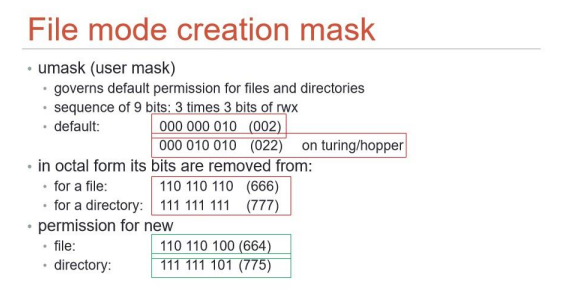 File mode creation mask
• umask (user mask)
• governs default permission for files and directories
• sequence of 9 bits: 3 times 3 bits of rwx
• default: 000 000 010 (002)
000 010 010 (022) on turing/hopper
• in octal form its bits are removed from:
• for a file: 110 110 110 (666)
• for a directory: 111 111 111 (777)
• permission for new
• file: 110 110 100 (664)
• directory: 111 111 101 (775)